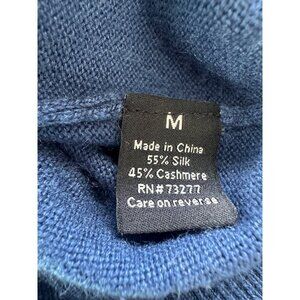 M
Made in China
55% Silk
45% Cashmere
RN#73277
Care on reverse